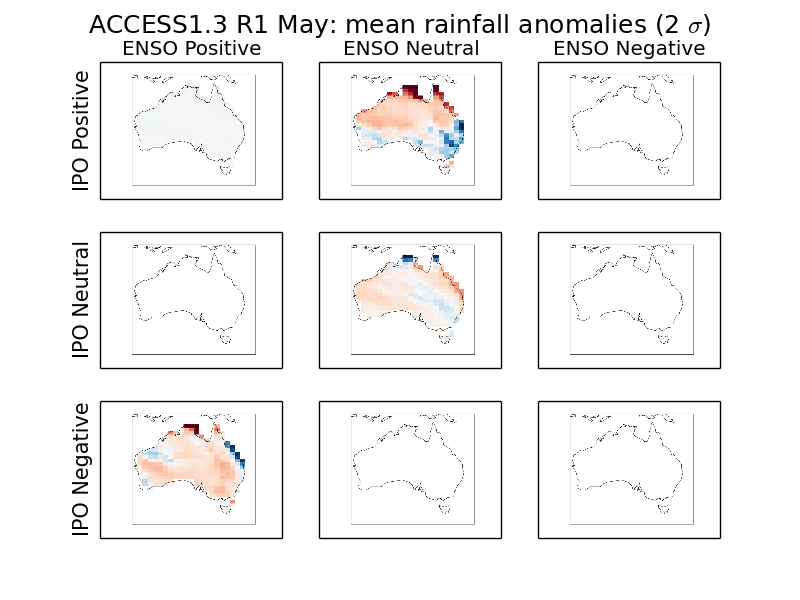 ACCESS1.3 R1 May: mean rainfall anomalies (2 σ)
ENSO Positive ENSO Neutral ENSO Negative
IPO Positive
IPO Neutral
IPO Negative